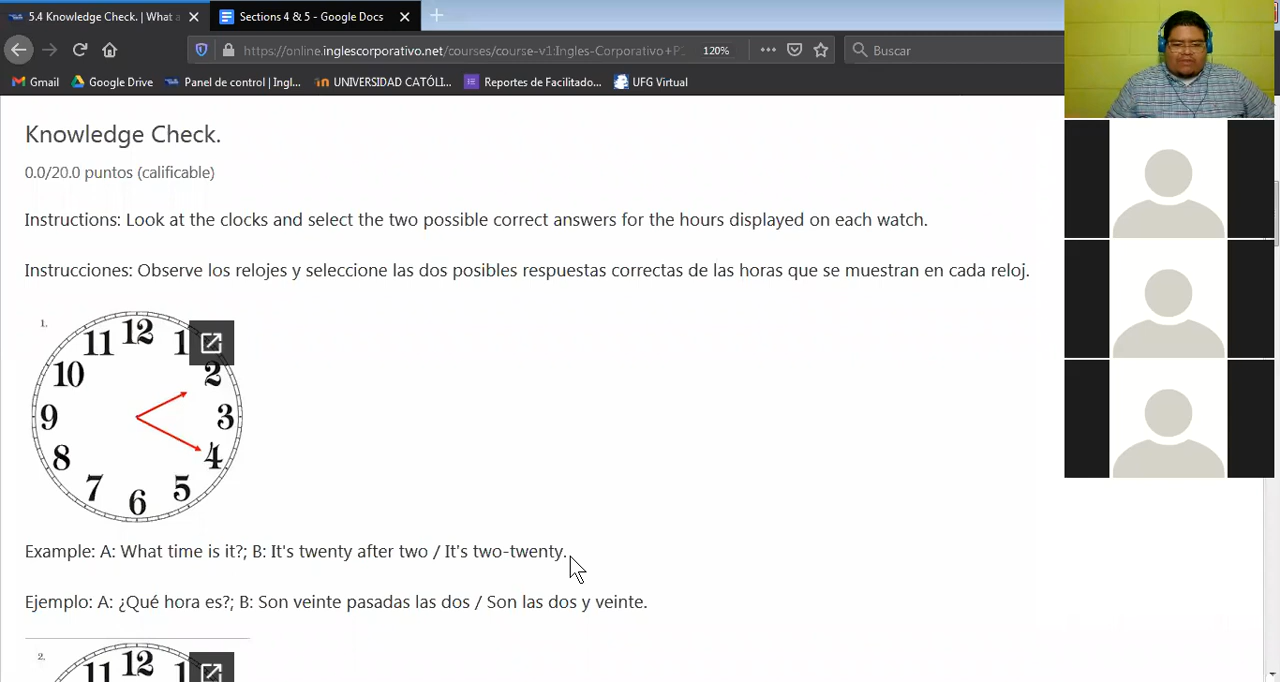 5.4 Knowledge Check. | What a
Sections 4 & 5 - Google Docs
https://online.inglescorporativo.net/courses/course-v1:Ingles-Corporativo+P
120%
Buscar
Gmail
Google Drive
Panel de control | Ingl...
UNIVERSIDAD CATÓLI...
Reportes de Facilitado...
UFG Virtual
Knowledge Check.
0.0/20.0 puntos (calificable)
Instructions: Look at the clocks and select the two possible correct answers for the hours displayed on each watch.
Instrucciones: Observe los relojes y seleccione las dos posibles respuestas correctas de las horas que se muestran en cada reloj.
1.
12
11
1
10
2
9
3
8
4
7
5
6
Example: A: What time is it?; B: It's twenty after two / It's two-twenty.
Ejemplo: A: ¿Qué hora es?; B: Son veinte pasadas las dos / Son las dos y veinte.
2.
12
11
1